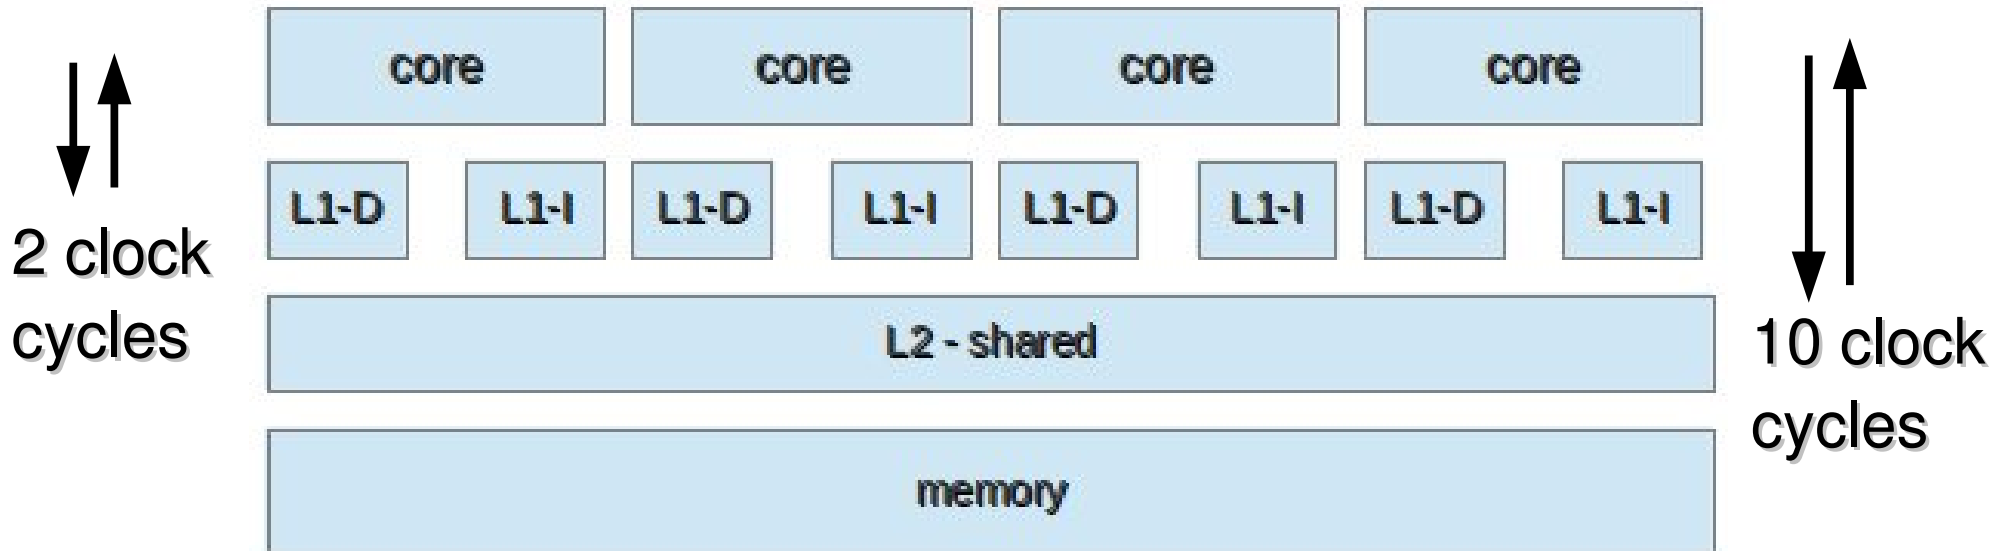 core core core core
L1-D L1-I L1-D L1-I L1-D L1-I L1-D L1-I
2 clock
cycles
L2 - shared
10 clock
cycles
memory